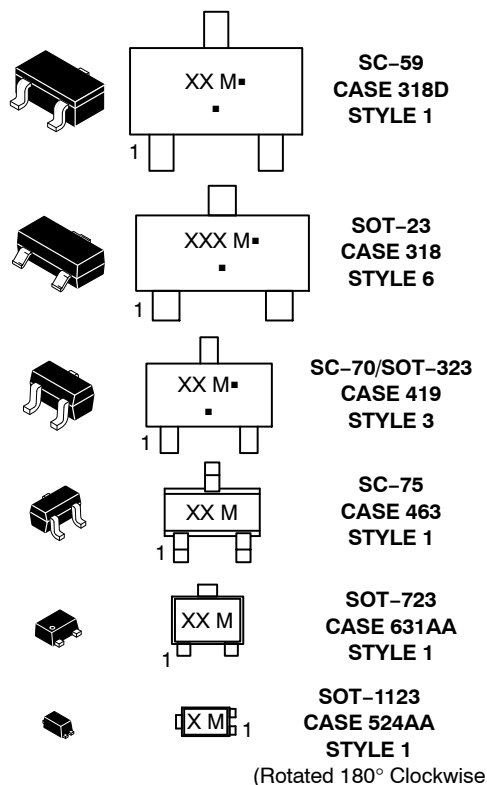 XX M▪
▪
1
SC−59
CASE 318D
STYLE 1
XXX M▪
▪
1
SOT−23
CASE 318
STYLE 6
XX M▪
▪
1
SC−70/SOT−323
CASE 419
STYLE 3
XX M
1
SC−75
CASE 463
STYLE 1
XX M
1
SOT−723
CASE 631AA
STYLE 1
X M
1
SOT−1123
CASE 524AA
STYLE 1
(Rotated 180° Clockwise